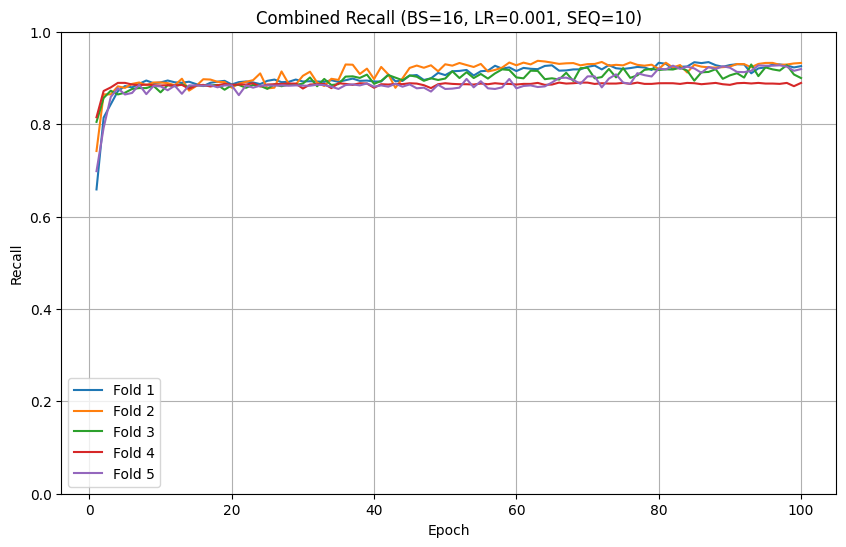 Combined Recall (BS=16, LR=0.001, SEQ=10)
1.0
0.8
0.6
0.4
0.2
0.0
Recall
Fold 1
Fold 2
Fold 3
Fold 4
Fold 5
0 20 40 60 80 100
Epoch